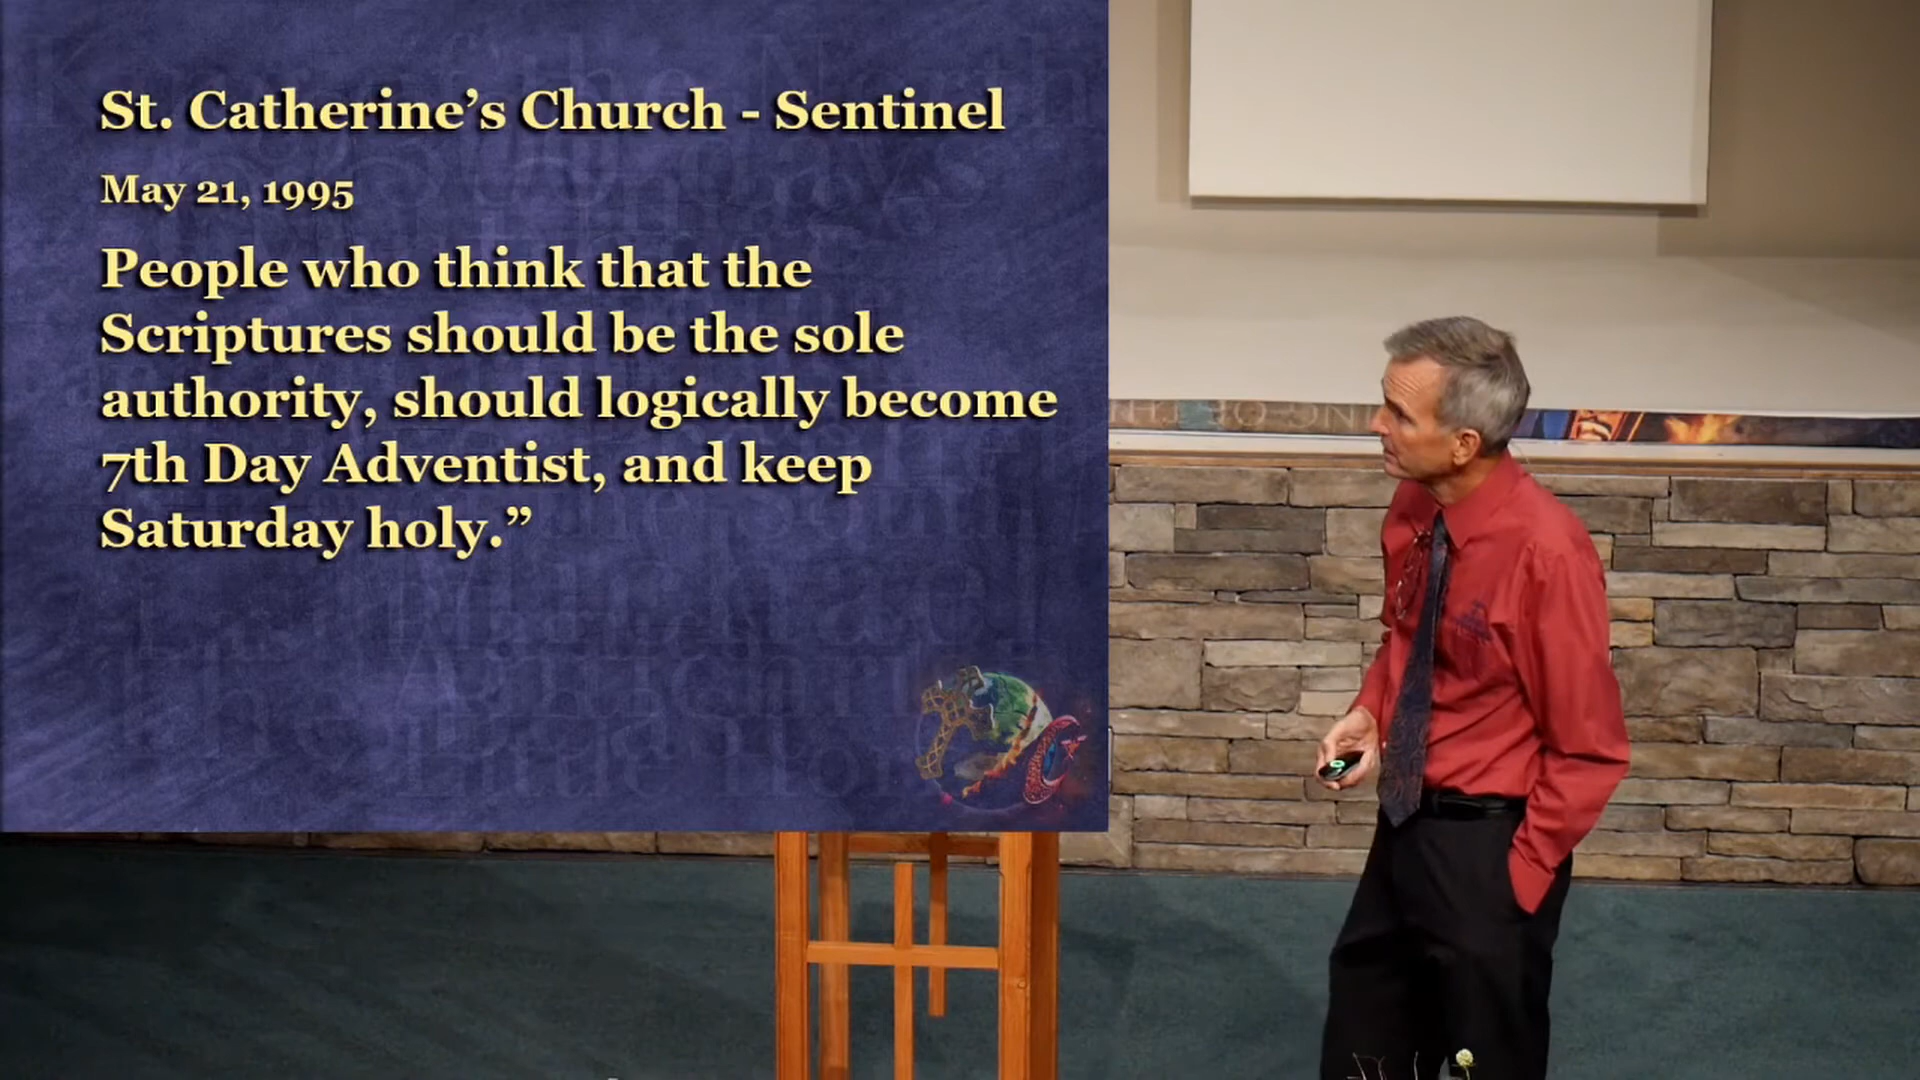 St. Catherine’s Church - Sentinel
May 21, 1995
People who think that the
Scriptures should be the sole
authority, should logically become
7th Day Adventist, and keep
Saturday holy.”